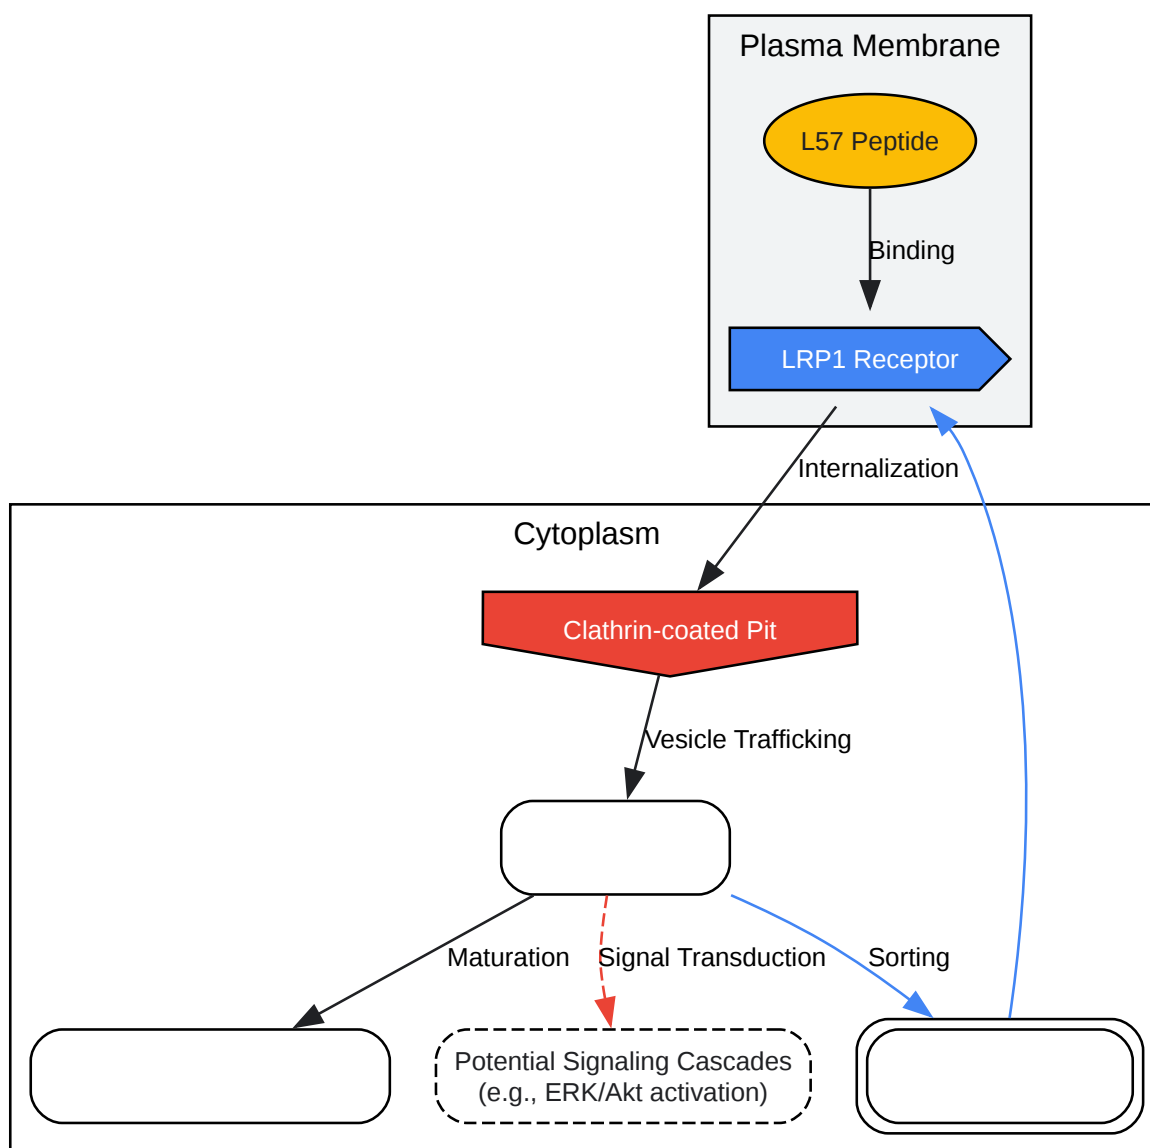 Plasma Membrane
L57 Peptide
Binding
LRP1 Receptor
Internalization
Cytoplasm
Clathrin-coated Pit
Vesicle Trafficking
Maturation
Signal Transduction
Sorting
Potential Signaling Cascades
(e.g., ERK/Akt activation)